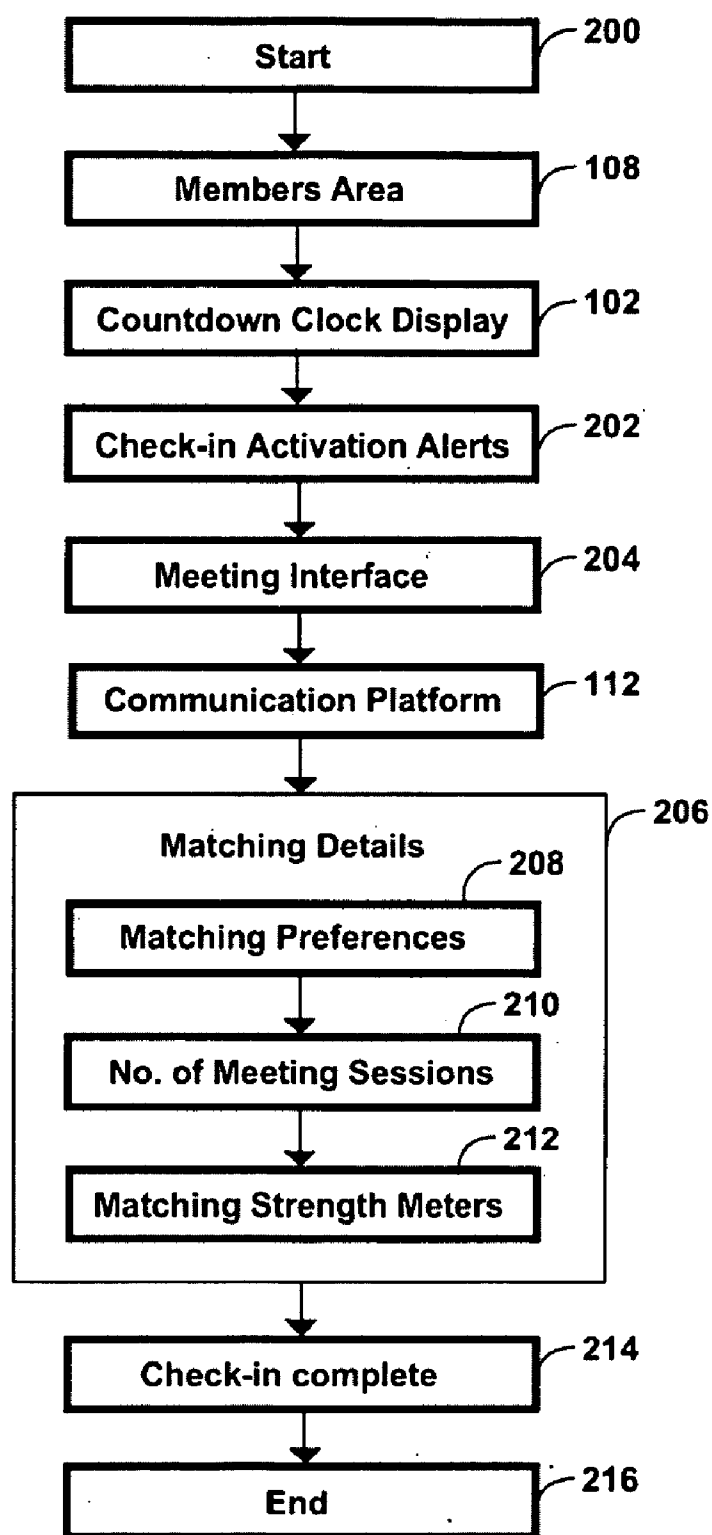 Start
200
Members Area
108
Countdown Clock Display
102
Check-in Activation Alerts
202
Meeting Interface
204
Communication Platform
112
206
Matching Details
208
Matching Preferences
210
No. of Meeting Sessions
212
Matching Strength Meters
Check-in complete
214
End
216